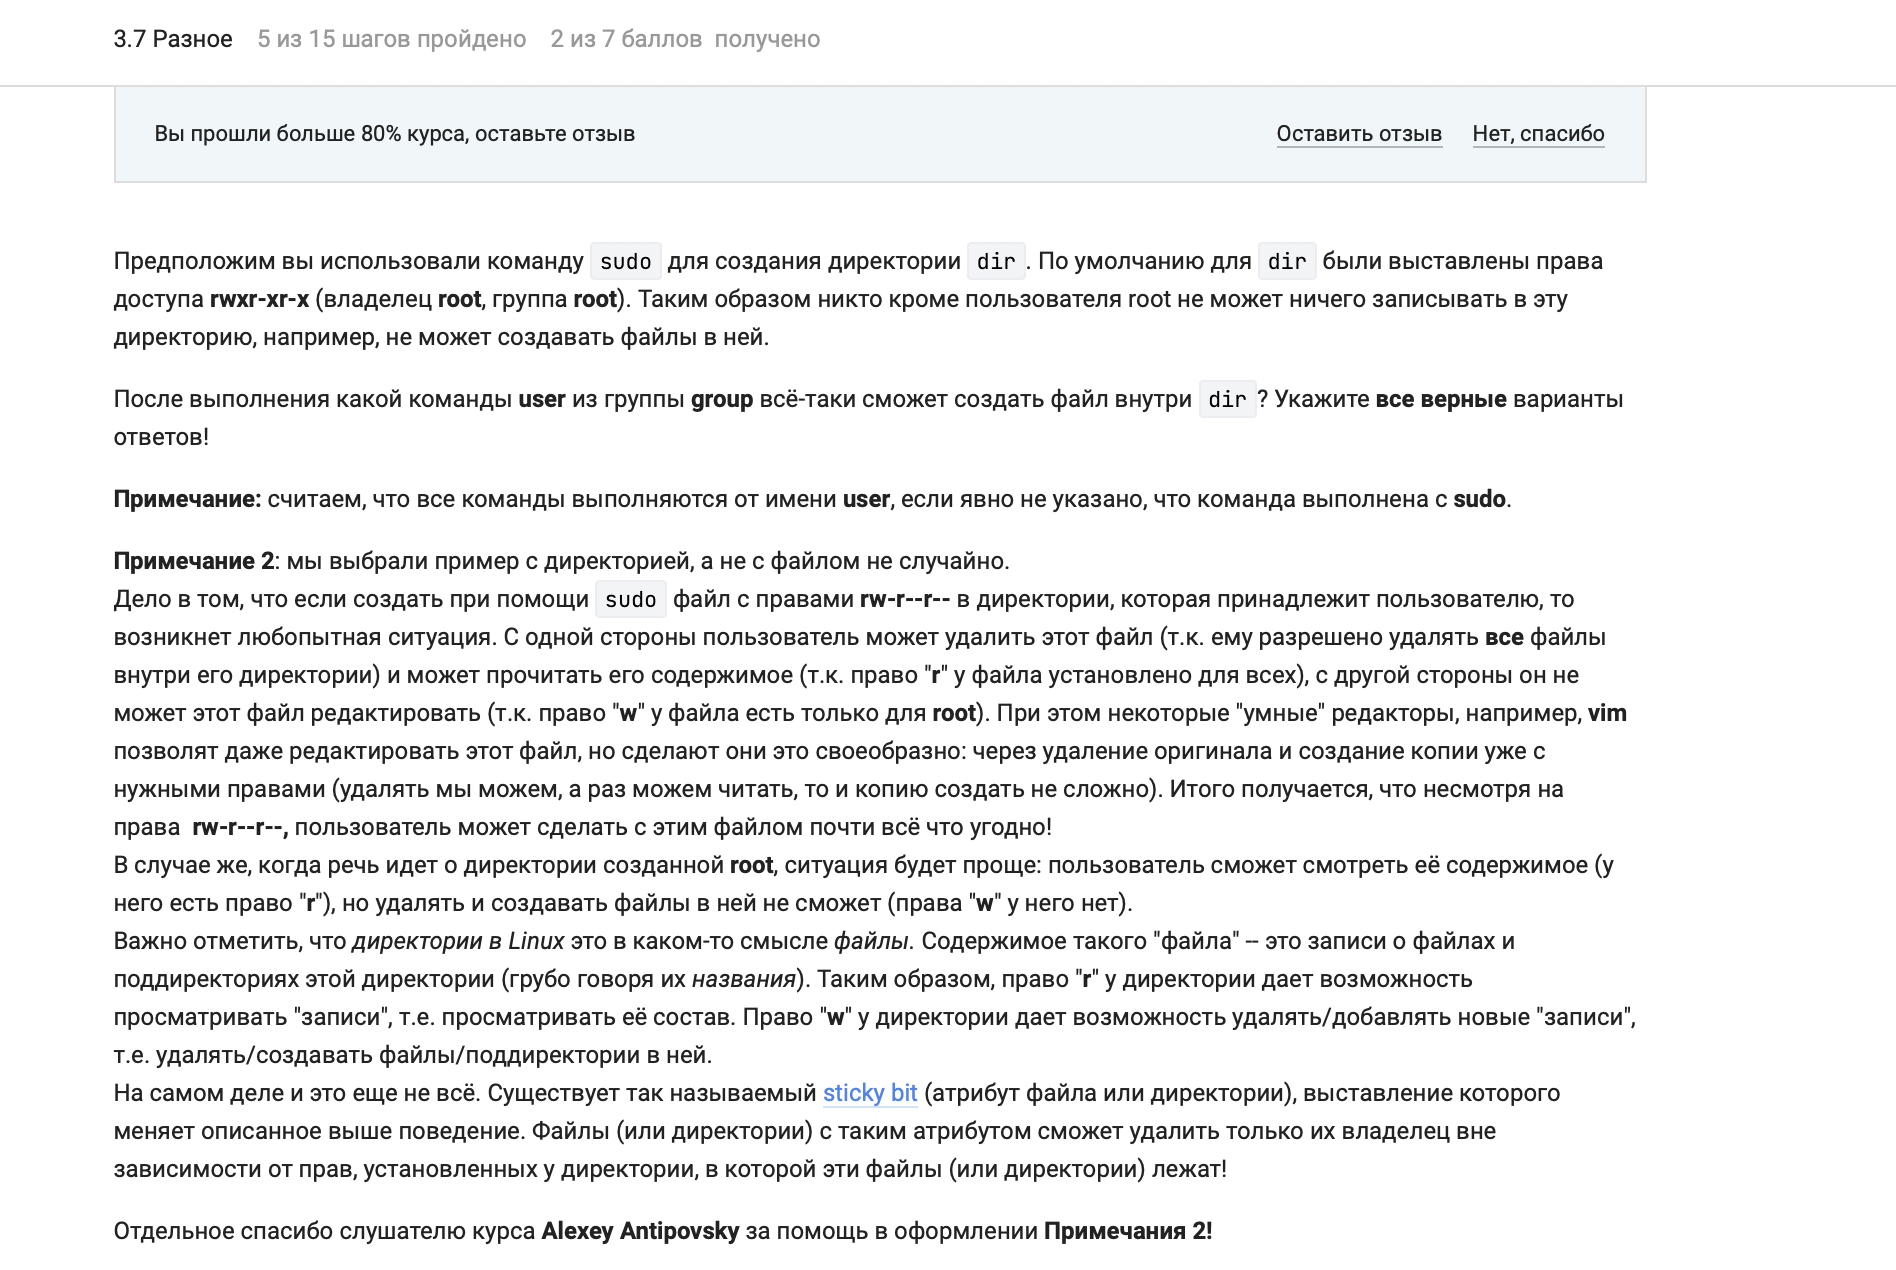 3.7 Разное 5 из 15 шагов пройдено 2 из 7 баллов получено
Вы прошли больше 80% курса, оставьте отзыв Оставить отзыв Нет, спасибо
Предположим вы использовали команду sudo для создания директории dir. По умолчанию для dir были выставлены права
доступа rwxr-xr-x (владелец root, группа root). Таким образом никто кроме пользователя root не может ничего записывать в эту
директорию, например, не может создавать файлы в ней.
После выполнения какой команды user из группы group всё-таки сможет создать файл внутри dir? Укажите все верные варианты
ответов!
Примечание: считаем, что все команды выполняются от имени user, если явно не указано, что команда выполнена с sudo.
Примечание 2: мы выбрали пример с директорией, а не с файлом не случайно.
Дело в том, что если создать при помощи sudo файл с правами rw-r--r-- в директории, которая принадлежит пользователю, то
возникнет любопытная ситуация. С одной стороны пользователь может удалить этот файл (т.к. ему разрешено удалять все файлы
внутри его директории) и может прочитать его содержимое (т.к. право "r" у файла установлено для всех), с другой стороны он не
может этот файл редактировать (т.к. право "w" у файла есть только для root). При этом некоторые "умные" редакторы, например, vim
позволят даже редактировать этот файл, но сделают они это своеобразно: через удаление оригинала и создание копии уже с
нужными правами (удалять мы можем, а раз можем читать, то и копию создать не сложно). Итого получается, что несмотря на
права rw-r--r--, пользователь может сделать с этим файлом почти всё что угодно!
В случае же, когда речь идет о директории созданной root, ситуация будет проще: пользователь сможет смотреть её содержимое (у
него есть право "r"), но удалять и создавать файлы в ней не сможет (права "w" у него нет).
Важно отметить, что директории в Linux это в каком-то смысле файлы. Содержимое такого "файла" -- это записи о файлах и
поддиректориях этой директории (грубо говоря их названия). Таким образом, право "r" у директории дает возможность
просматривать "записи", т.е. просматривать её состав. Право "w" у директории дает возможность удалять/добавлять новые "записи",
т.е. удалять/создавать файлы/поддиректории в ней.
На самом деле и это еще не всё. Существует так называемый sticky bit (атрибут файла или директории), выставление которого
меняет описанное выше поведение. Файлы (или директории) с таким атрибутом сможет удалить только их владелец вне
зависимости от прав, установленных у директории, в которой эти файлы (или директории) лежат!
Отдельное спасибо слушателю курса Alexey Antipovsky за помощь в оформлении Примечания 2!